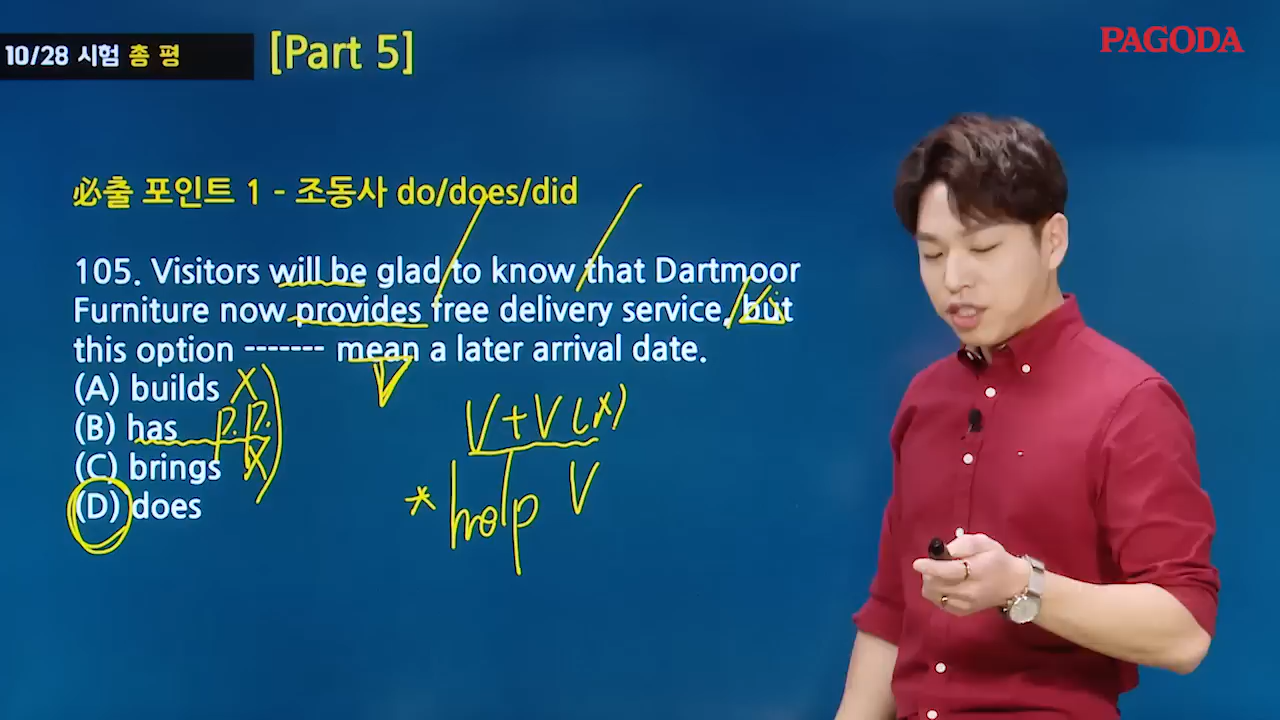 10/28 시험 총 평
[Part 5]
PAGODA
必출 포인트 1 - 조동사 do/does/did
105. Visitors will be glad to know that Dartmoor
Furniture now provides free delivery service, but
this option ------- mean a later arrival date.
(A) builds X
(B) has p.p.
(C) brings X
(D) does
V
V + V (X)
* help V